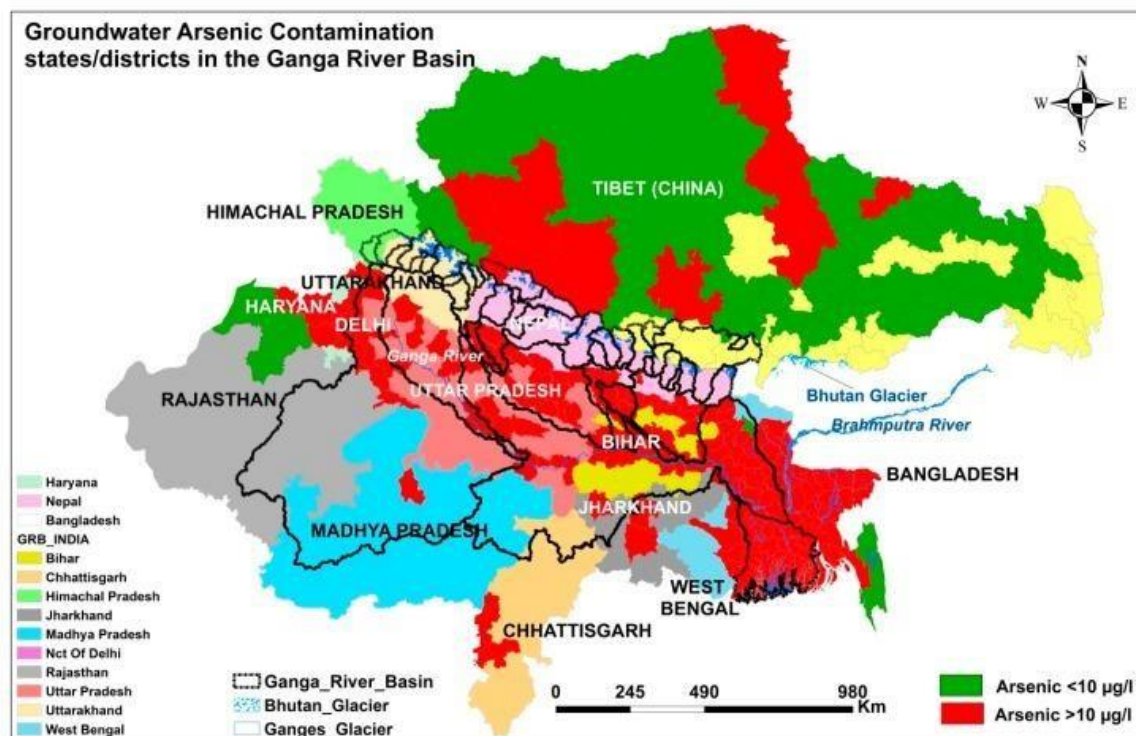 Groundwater Arsenic Contamination
states/districts in the Ganga River Basin
N
W
E
S
TIBET (CHINA)
HIMACHAL PRADESH
UTTARAKHAND
HARYANA
DELHI
NEPAL
Ganga River
UTTAR PRADESH
RAJASTHAN
Bhutan Glacier
Brahmputra River
BIHAR
BANGLADESH
JHARKHAND
MADHYA PRADESH
WEST
BENGAL
CHHATTISGARH
Haryana
Nepal
Bangladesh
GRB_INDIA
Bihar
Chhattisgarh
Himachal Pradesh
Jharkhand
Madhya Pradesh
Nct Of Delhi
Rajasthan
Uttar Pradesh
Uttarakhand
West Bengal
Ganga_River_Basin
Bhutan_Glacier
Ganges_Glacier
0 245 490 980
Km
Arsenic <10 µg/l
Arsenic >10 µg/l